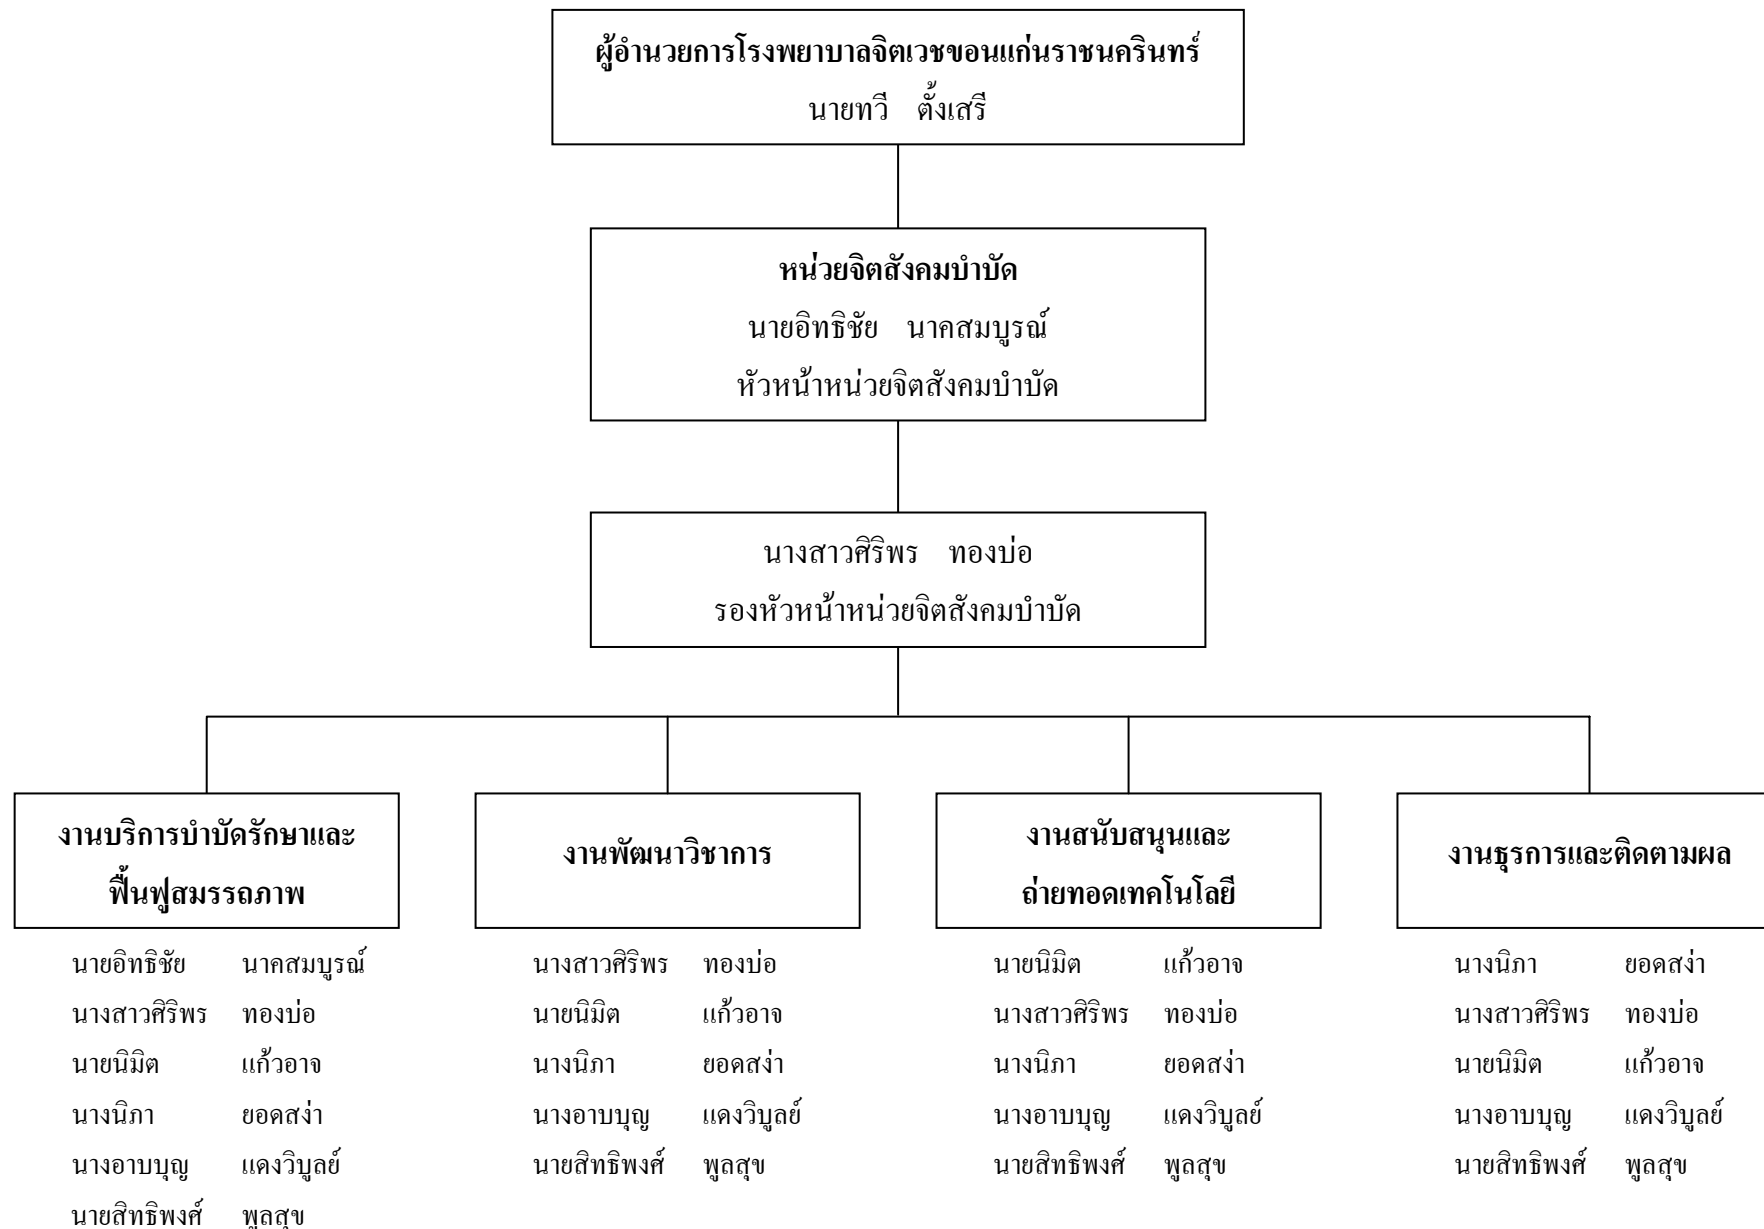 ผู้อำนวยการโรงพยาบาลจิตเวชขอนแก่นราชนครินทร์
นายทวี ตั้งเสรี
หน่วยจิตสังคมบำบัด
นายอิทธิชัย นาคสมบูรณ์
หัวหน้าหน่วยจิตสังคมบำบัด
นางสาวศิริพร ทองบ่อ
รองหัวหน้าหน่วยจิตสังคมบำบัด
งานบริการบำบัดรักษาและ
ฟื้นฟูสมรรถภาพ
นายอิทธิชัย นาคสมบูรณ์
นางสาวศิริพร ทองบ่อ
นายนิมิต แก้วอาจ
นางนิภา ยอดสง่า
นางอาบบุญ แดงวิบูลย์
นายสิทธิพงศ์ พูลสุข
งานพัฒนาวิชาการ
นางสาวศิริพร ทองบ่อ
นายนิมิต แก้วอาจ
นางนิภา ยอดสง่า
นางอาบบุญ แดงวิบูลย์
นายสิทธิพงศ์ พูลสุข
งานสนับสนุนและ
ถ่ายทอดเทคโนโลยี
นายนิมิต แก้วอาจ
นางสาวศิริพร ทองบ่อ
นางนิภา ยอดสง่า
นางอาบบุญ แดงวิบูลย์
นายสิทธิพงศ์ พูลสุข
งานธุรการและติดตามผล
นางนิภา ยอดสง่า
นางสาวศิริพร ทองบ่อ
นายนิมิต แก้วอาจ
นางอาบบุญ แดงวิบูลย์
นายสิทธิพงศ์ พูลสุข